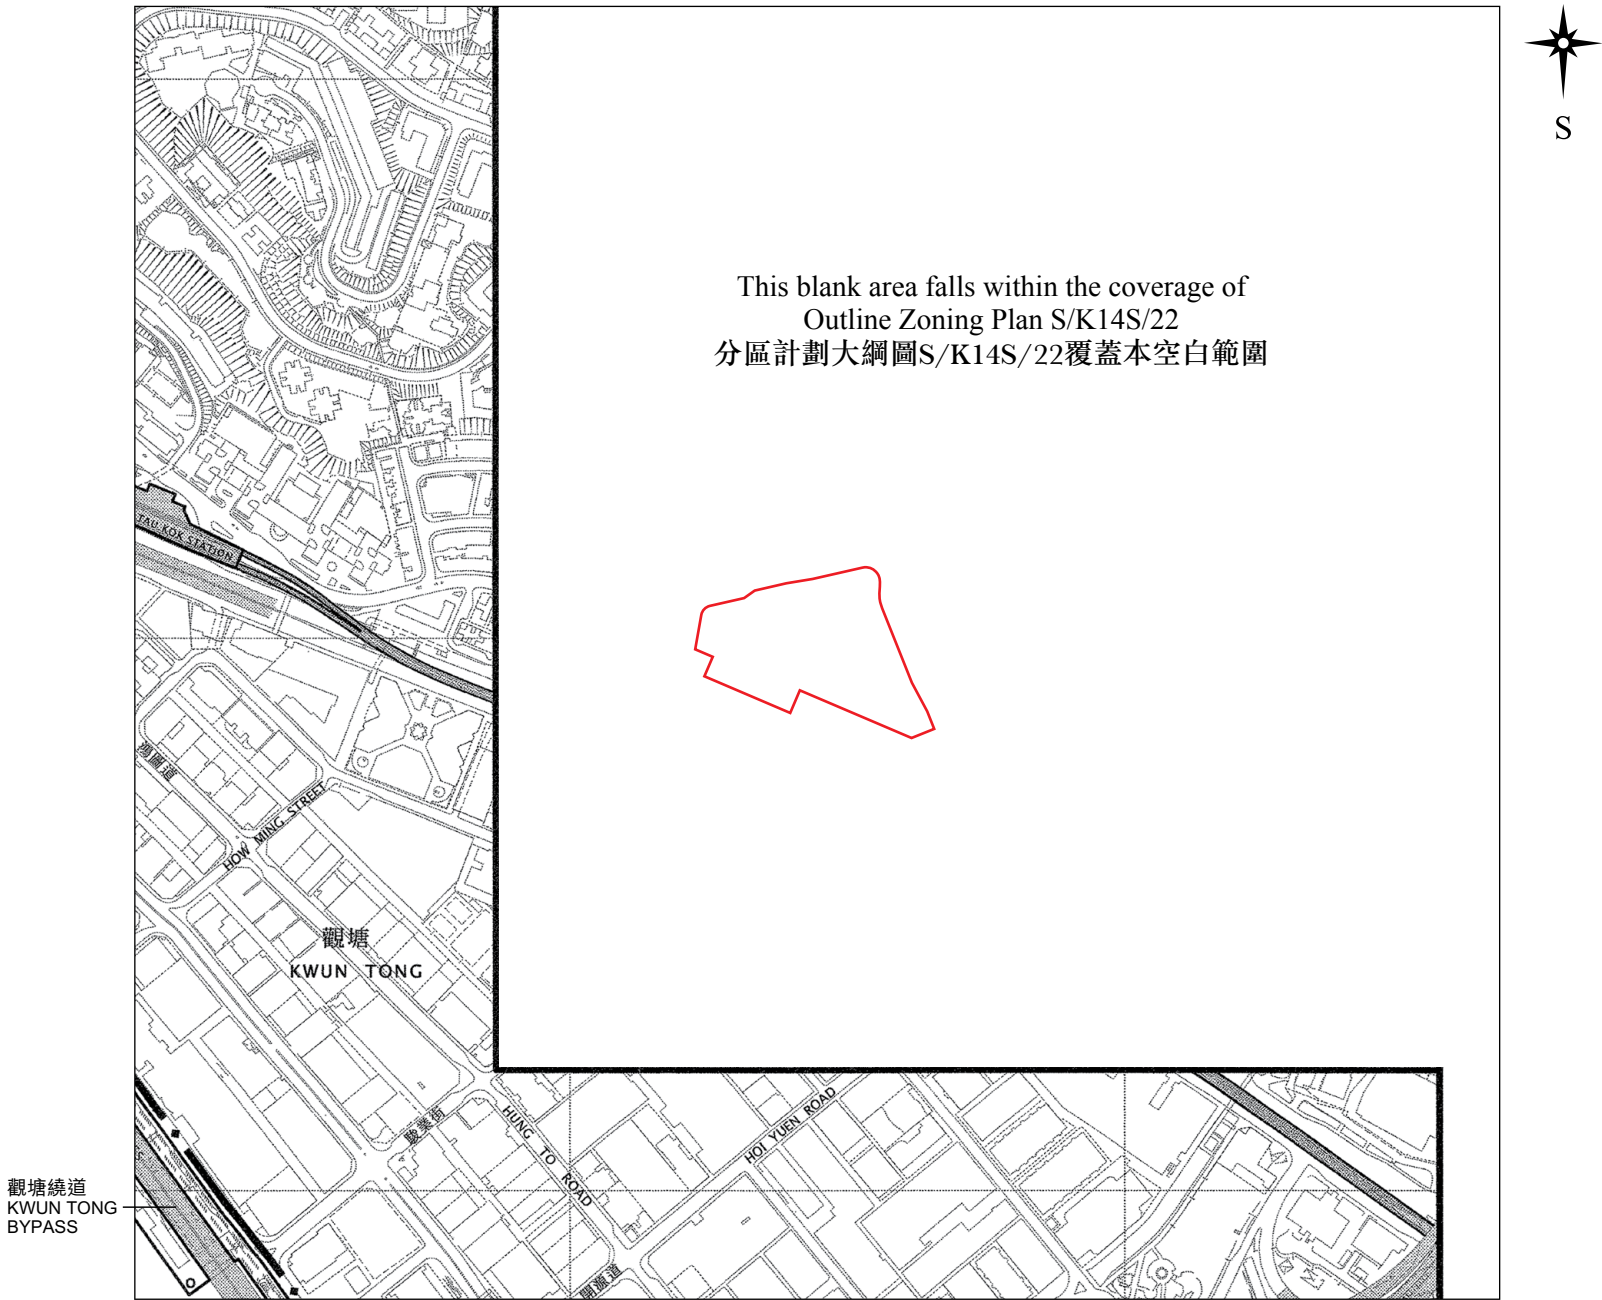 S
This blank area falls within the coverage of
Outline Zoning Plan S/K14S/22
分區計劃大綱圖S/K14S/22覆蓋本空白範圍
TAU KOK STATION
鴻圖道
HOW MING STREET
觀塘
KWUN TONG
駿業街
HUNG TO ROAD
HOI YUEN ROAD
觀塘繞道
KWUN TONG
BYPASS
開源道